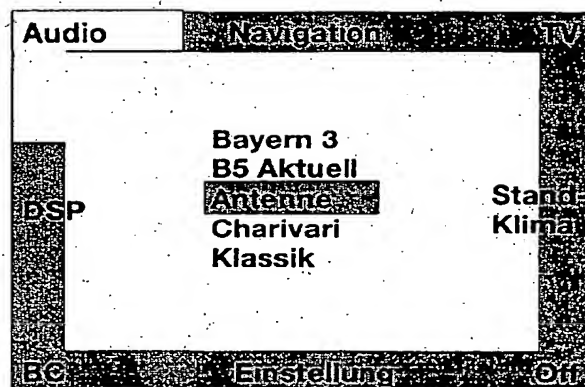 Audio Navigation TV
Bayern 3
B5 Aktuell
Antenne
Charivari
Klassik
DSP
Stand
Klima
BC Einstellung Off